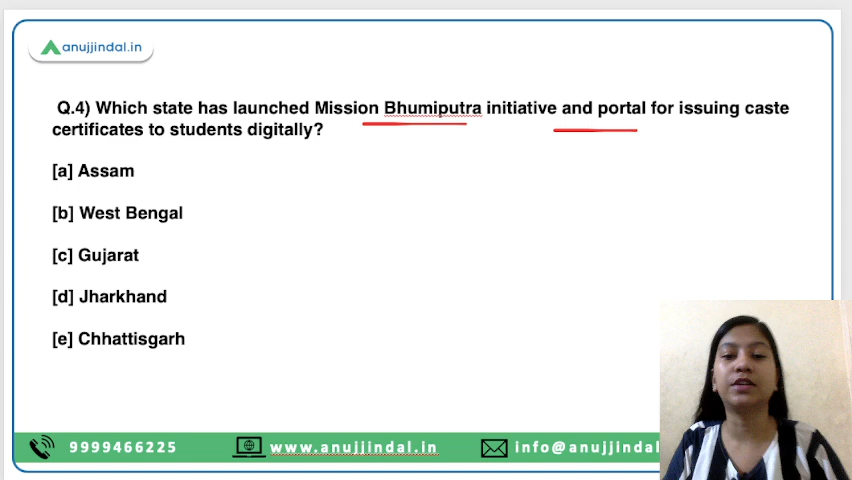 anujjindal.in
Q.4) Which state has launched Mission Bhumiputra initiative and portal for issuing caste
certificates to students digitally?
[a] Assam
[b] West Bengal
[c] Gujarat
[d] Jharkhand
[e] Chhattisgarh
9999466225 www.anujjindal.in info@anujjindal